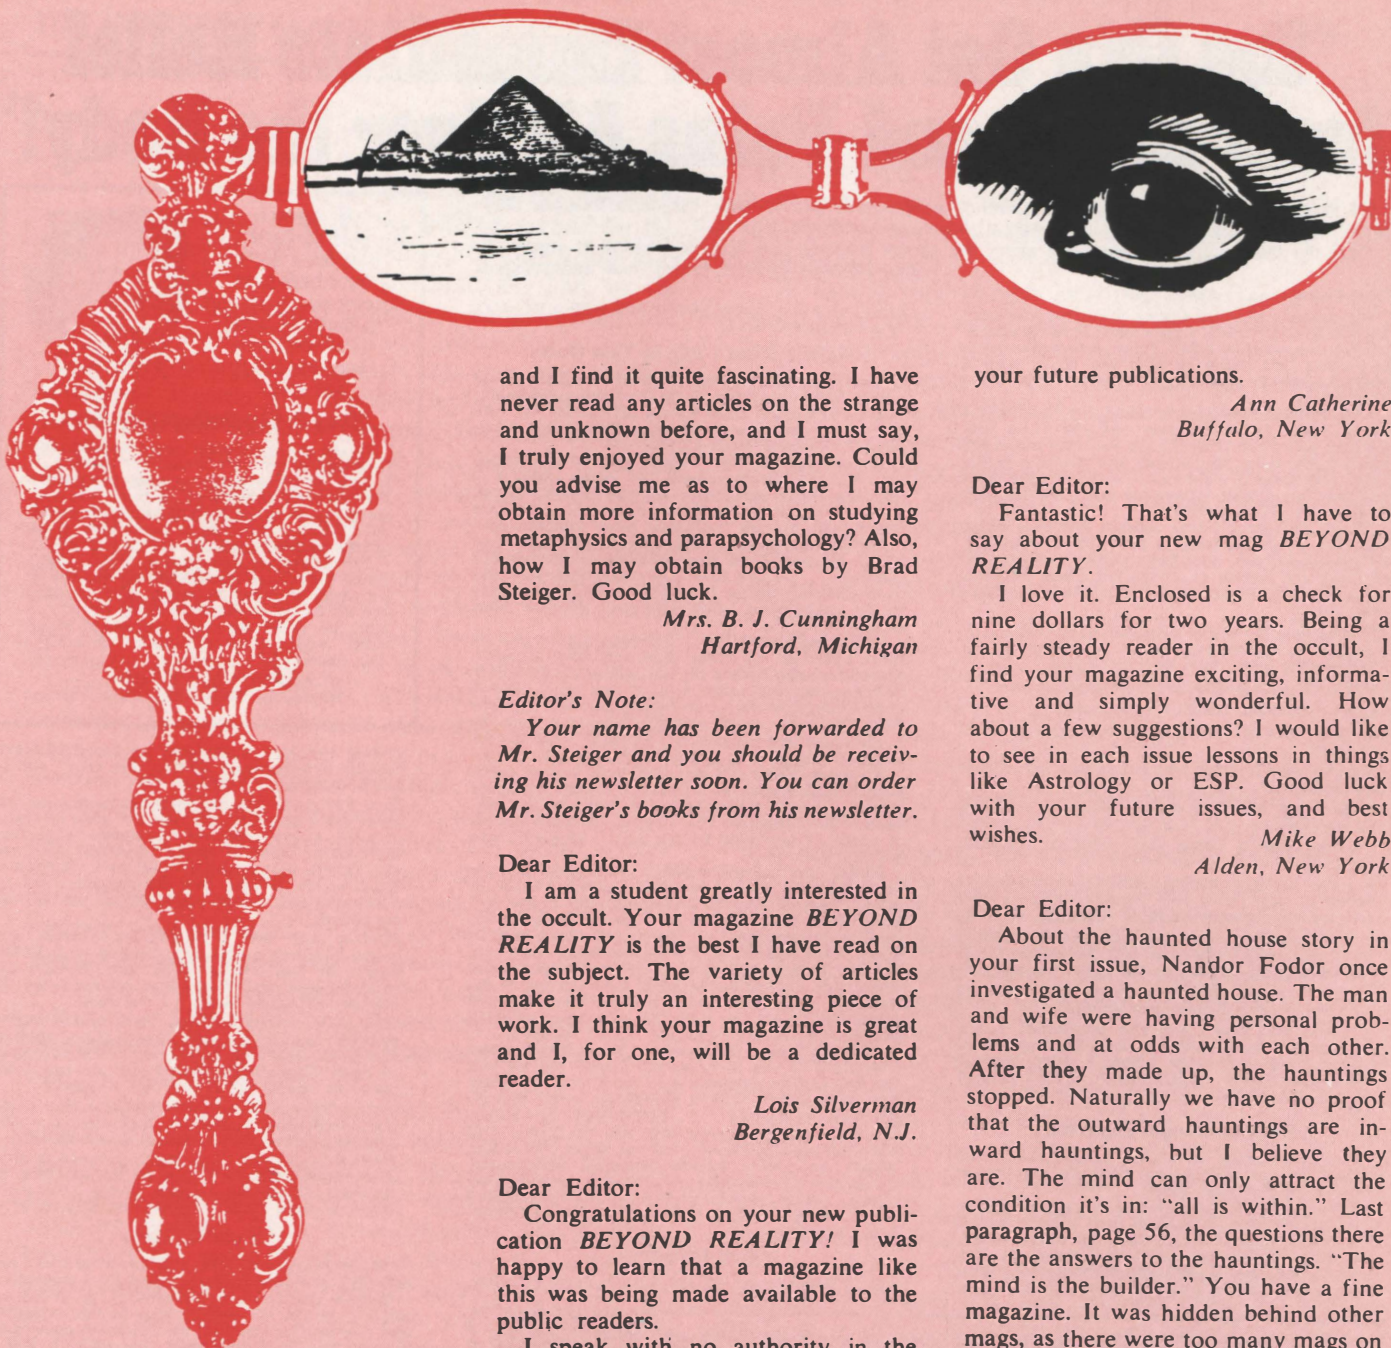 and I find it quite fascinating. I have
never read any articles on the strange
and unknown before, and I must say,
I truly enjoyed your magazine. Could
you advise me as to where I may
obtain more information on studying
metaphysics and parapsychology? Also,
how I may obtain books by Brad
Steiger. Good luck.
Mrs. B. J. Cunningham
Hartford, Michigan
Editor's Note:
Your name has been forwarded to
Mr. Steiger and you should be receiv-
ing his newsletter soon. You can order
Mr. Steiger's books from his newsletter.
Dear Editor:
I am a student greatly interested in
the occult. Your magazine BEYOND
REALITY is the best I have read on
the subject. The variety of articles
make it truly an interesting piece of
work. I think your magazine is great
and I, for one, will be a dedicated
reader.
Lois Silverman
Bergenfield, N.J.
Dear Editor:
Congratulations on your new publi-
cation BEYOND REALITY! I was
happy to learn that a magazine like
this was being made available to the
public readers.
I speak with no authority in the
your future publications.
Ann Catherine
Buffalo, New York
Dear Editor:
Fantastic! That's what I have to
say about your new mag BEYOND
REALITY.
I love it. Enclosed is a check for
nine dollars for two years. Being a
fairly steady reader in the occult, I
find your magazine exciting, informa-
tive and simply wonderful. How
about a few suggestions? I would like
to see in each issue lessons in things
like Astrology or ESP. Good luck
with your future issues, and best
wishes. Mike Webb
Alden, New York
Dear Editor:
About the haunted house story in
your first issue, Nandor Fodor once
investigated a haunted house. The man
and wife were having personal prob-
lems and at odds with each other.
After they made up, the hauntings
stopped. Naturally we have no proof
that the outward hauntings are in-
ward hauntings, but I believe they
are. The mind can only attract the
condition it's in: "all is within." Last
paragraph, page 56, the questions there
are the answers to the hauntings. "The
mind is the builder." You have a fine
magazine. It was hidden behind other
mags, as there were too many mags on